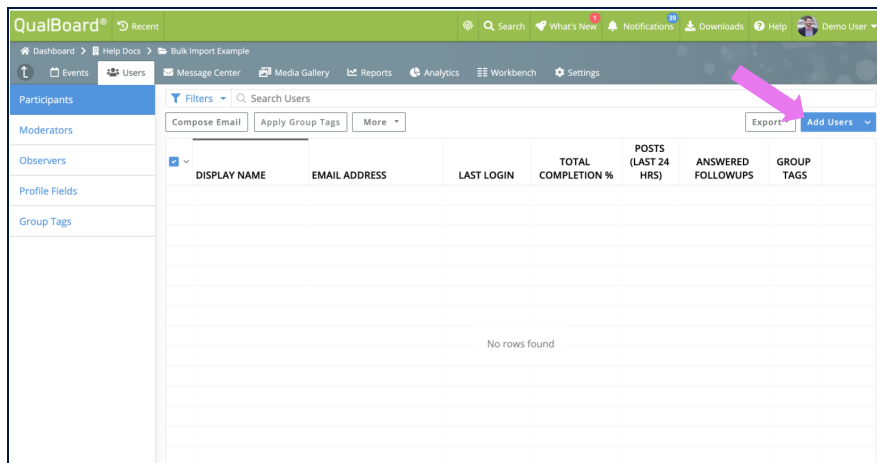 QualBoard® Recent Search What's New 1 Notifications 39 Downloads Help Demo User
Dashboard Help Docs Bulk Import Example
Events Users Message Center Media Gallery Reports Analytics Workbench Settings
Participants
Moderators
Observers
Profile Fields
Group Tags
Filters Search Users
Compose Email Apply Group Tags More Export Add Users
DISPLAY NAME EMAIL ADDRESS LAST LOGIN TOTAL COMPLETION % POSTS (LAST 24 HRS) ANSWERED FOLLOWUPS GROUP TAGS
No rows found